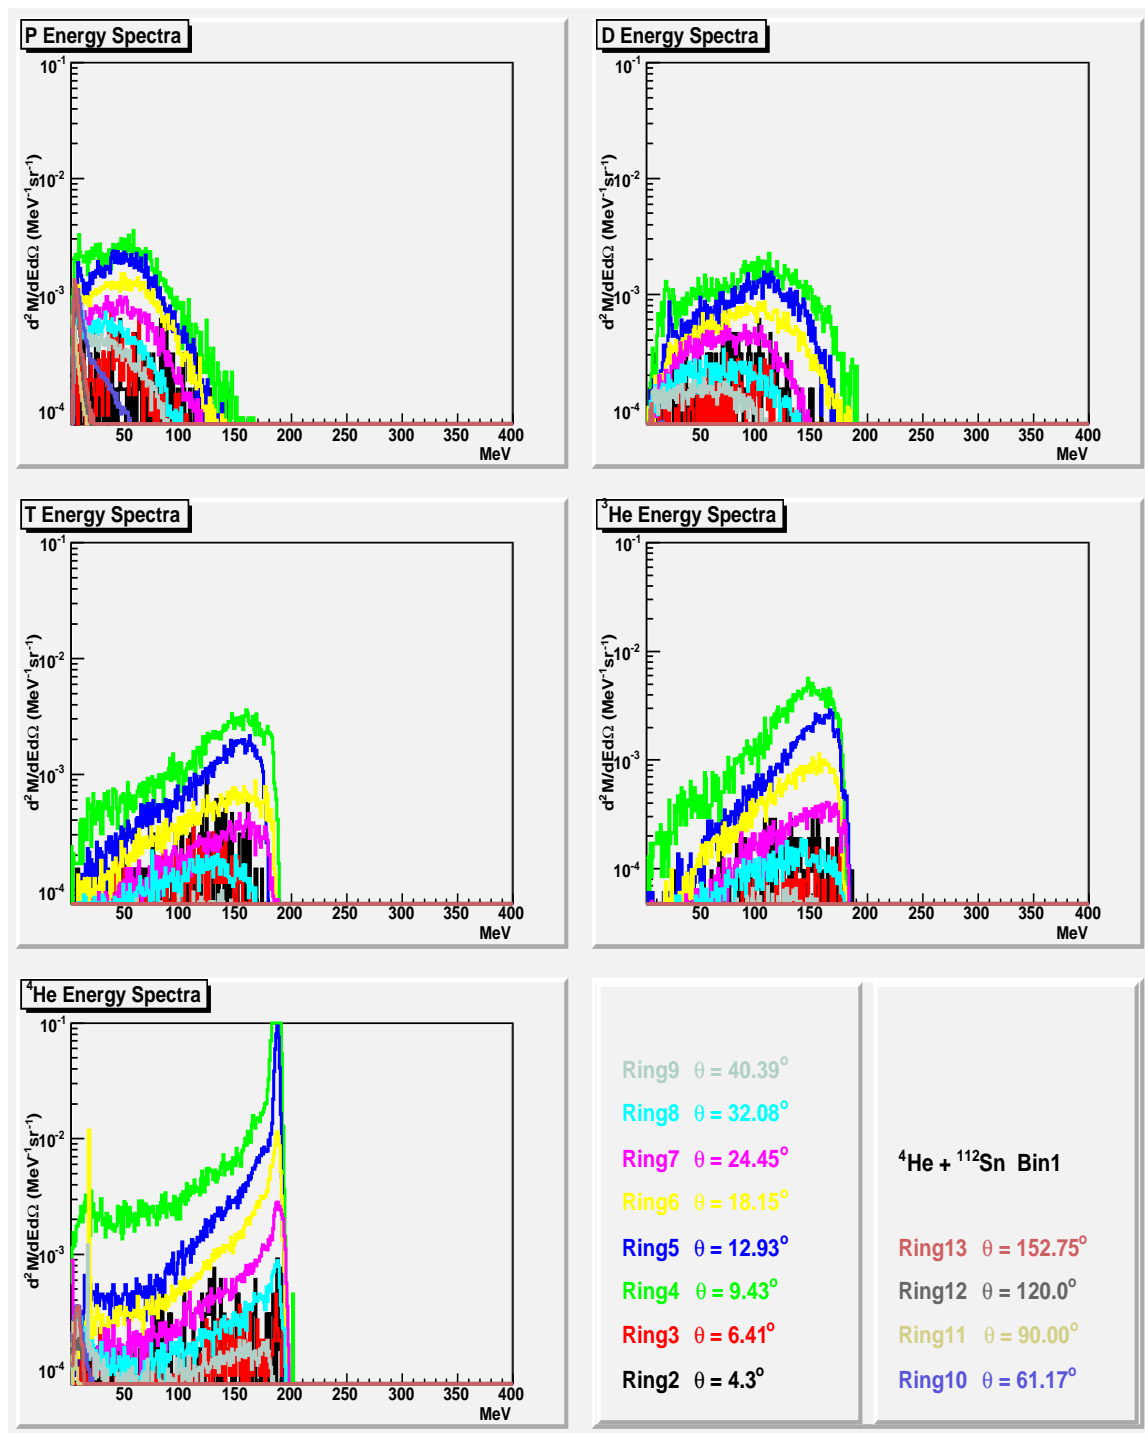 P Energy Spectra
d²M/dEdΩ (MeV⁻¹sr⁻¹)
10⁻¹
10⁻²
10⁻³
10⁻⁴
50 100 150 200 250 300 350 400
MeV
D Energy Spectra
d²M/dEdΩ (MeV⁻¹sr⁻¹)
10⁻¹
10⁻²
10⁻³
10⁻⁴
50 100 150 200 250 300 350 400
MeV
T Energy Spectra
d²M/dEdΩ (MeV⁻¹sr⁻¹)
10⁻¹
10⁻²
10⁻³
10⁻⁴
50 100 150 200 250 300 350 400
MeV
³He Energy Spectra
d²M/dEdΩ (MeV⁻¹sr⁻¹)
10⁻¹
10⁻²
10⁻³
10⁻⁴
50 100 150 200 250 300 350 400
MeV
⁴He Energy Spectra
d²M/dEdΩ (MeV⁻¹sr⁻¹)
10⁻¹
10⁻²
10⁻³
10⁻⁴
50 100 150 200 250 300 350 400
MeV
Ring9 θ = 40.39°
Ring8 θ = 32.08°
Ring7 θ = 24.45°
Ring6 θ = 18.15°
Ring5 θ = 12.93°
Ring4 θ = 9.43°
Ring3 θ = 6.41°
Ring2 θ = 4.3°
⁴He + ¹¹²Sn Bin1
Ring13 θ = 152.75°
Ring12 θ = 120.0°
Ring11 θ = 90.00°
Ring10 θ = 61.17°